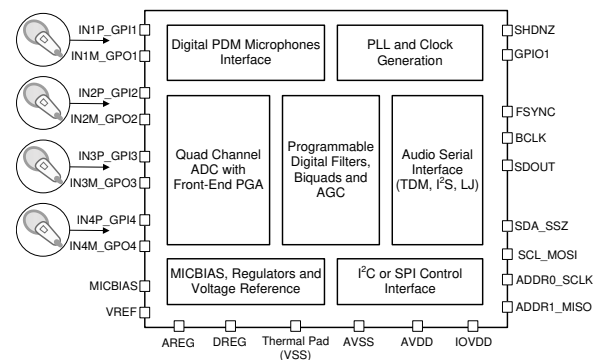 IN1P_GPI1
IN1M_GPO1
IN2P_GPI2
IN2M_GPO2
IN3P_GPI3
IN3M_GPO3
IN4P_GPI4
IN4M_GPO4
MICBIAS
VREF
Digital PDM Microphones
Interface
PLL and Clock
Generation
Quad Channel
ADC with
Front-End PGA
Programmable
Digital Filters,
Biquads and
AGC
Audio Serial
Interface
(TDM, I²S, LJ)
MICBIAS, Regulators and
Voltage Reference
I²C or SPI Control
Interface
SHDNZ
GPIO1
FSYNC
BCLK
SDOUT
SDA_SSZ
SCL_MOSI
ADDR0_SCLK
ADDR1_MISO
AREG
DREG
Thermal Pad
(VSS)
AVSS
AVDD
IOVDD